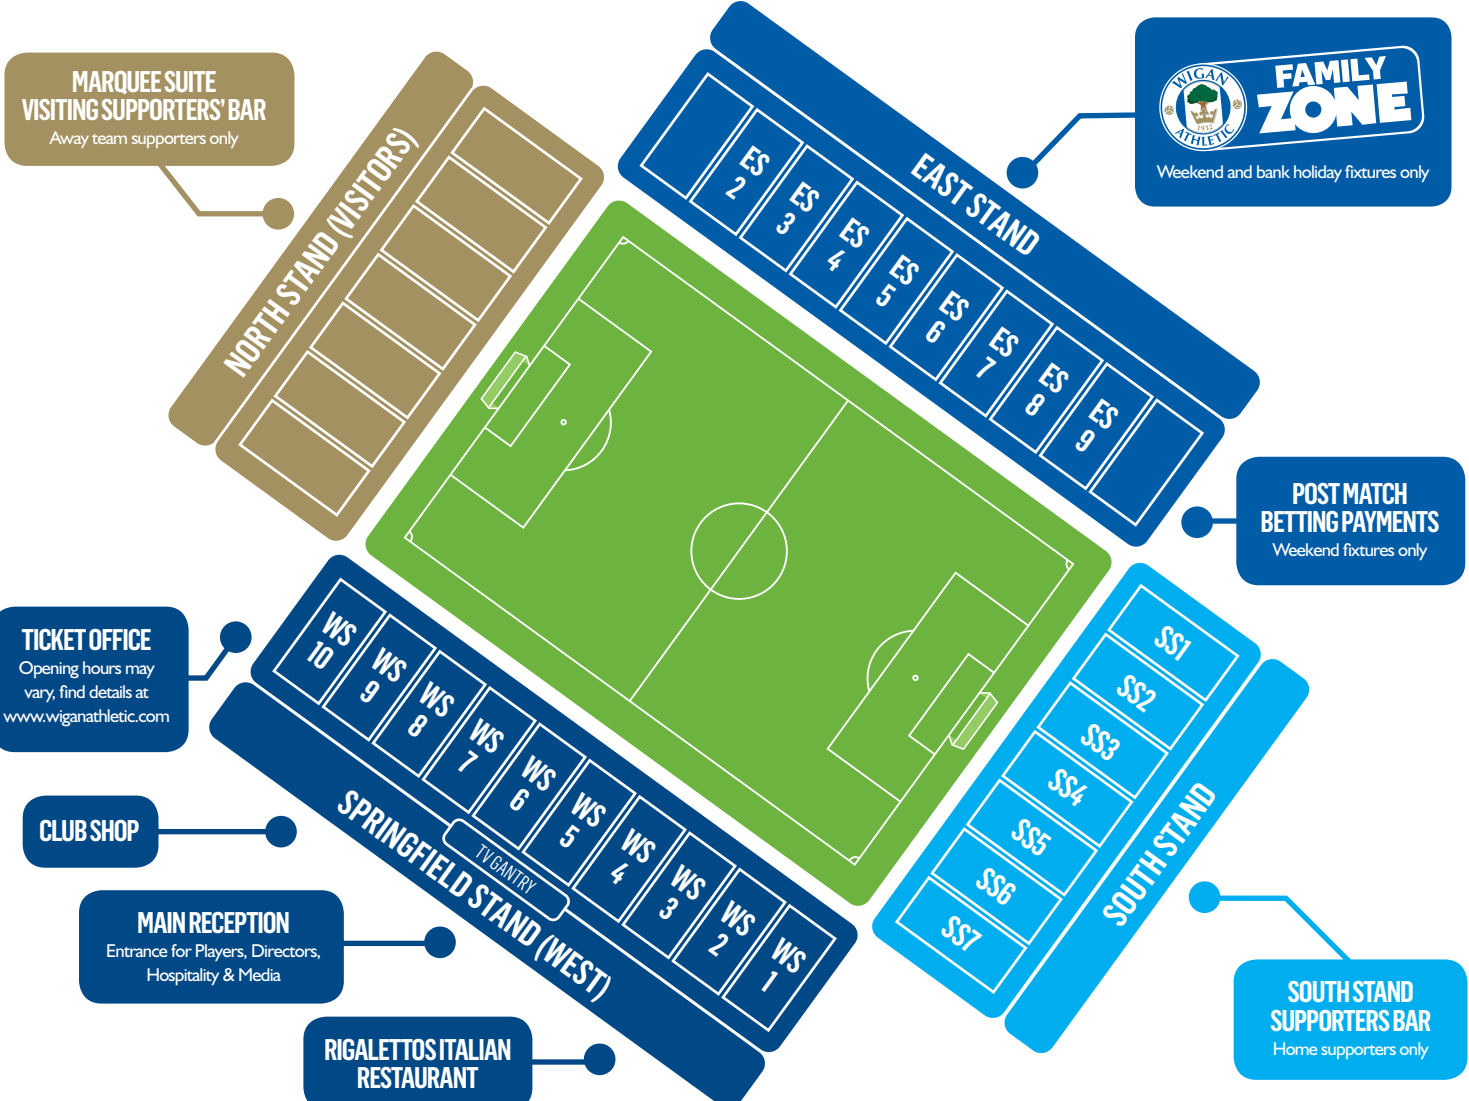 MARQUEE SUITE
VISITING SUPPORTERS' BAR
Away team supporters only
NORTH STAND (VISITORS)
EAST STAND
ES
2
ES
3
ES
4
ES
5
ES
6
ES
7
ES
8
ES
9
WIGAN
ATHLETIC
1932
FAMILY
ZONE
Weekend and bank holiday fixtures only
POST MATCH
BETTING PAYMENTS
Weekend fixtures only
TICKET OFFICE
Opening hours may
vary, find details at
www.wiganathletic.com
CLUB SHOP
MAIN RECEPTION
Entrance for Players, Directors,
Hospitality & Media
RIGALETTOS ITALIAN
RESTAURANT
WS
10
WS
9
WS
8
WS
7
WS
6
WS
5
WS
4
WS
3
WS
2
WS
1
TV GANTRY
SPRINGFIELD STAND (WEST)
SS1
SS2
SS3
SS4
SS5
SS6
SS7
SOUTH STAND
SOUTH STAND
SUPPORTERS BAR
Home supporters only